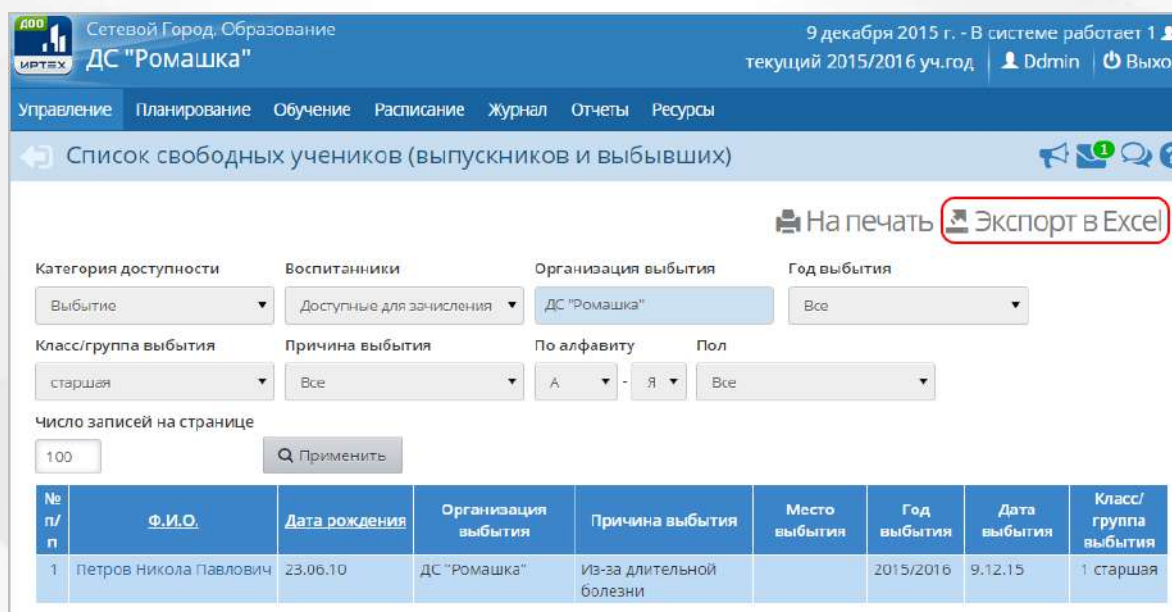 ДОО
ИРТЕХ
Сетевой Город. Образование
ДС "Ромашка"
9 декабря 2015 г. - В системе работает 1
текущий 2015/2016 уч.год Ddmin Выхо
Управление Планирование Обучение Расписание Журнал Отчеты Ресурсы
Список свободных учеников (выпускников и выбывших) 1
На печать Экспорт в Excel
Категория доступности Воспитанники Организация выбытия Год выбытия
Выбытие Доступные для зачисления ДС "Ромашка" Все
Класс/группа выбытия Причина выбытия По алфавиту Пол
старшая Все А - Я Все
Число записей на странице
100 Применить
№ п/п Ф.И.О. Дата рождения Организация выбытия Причина выбытия Место выбытия Год выбытия Дата выбытия Класс/группа выбытия
1 Петров Никола Павлович 23.06.10 ДС "Ромашка" Из-за длительной болезни 2015/2016 9.12.15 1 старшая